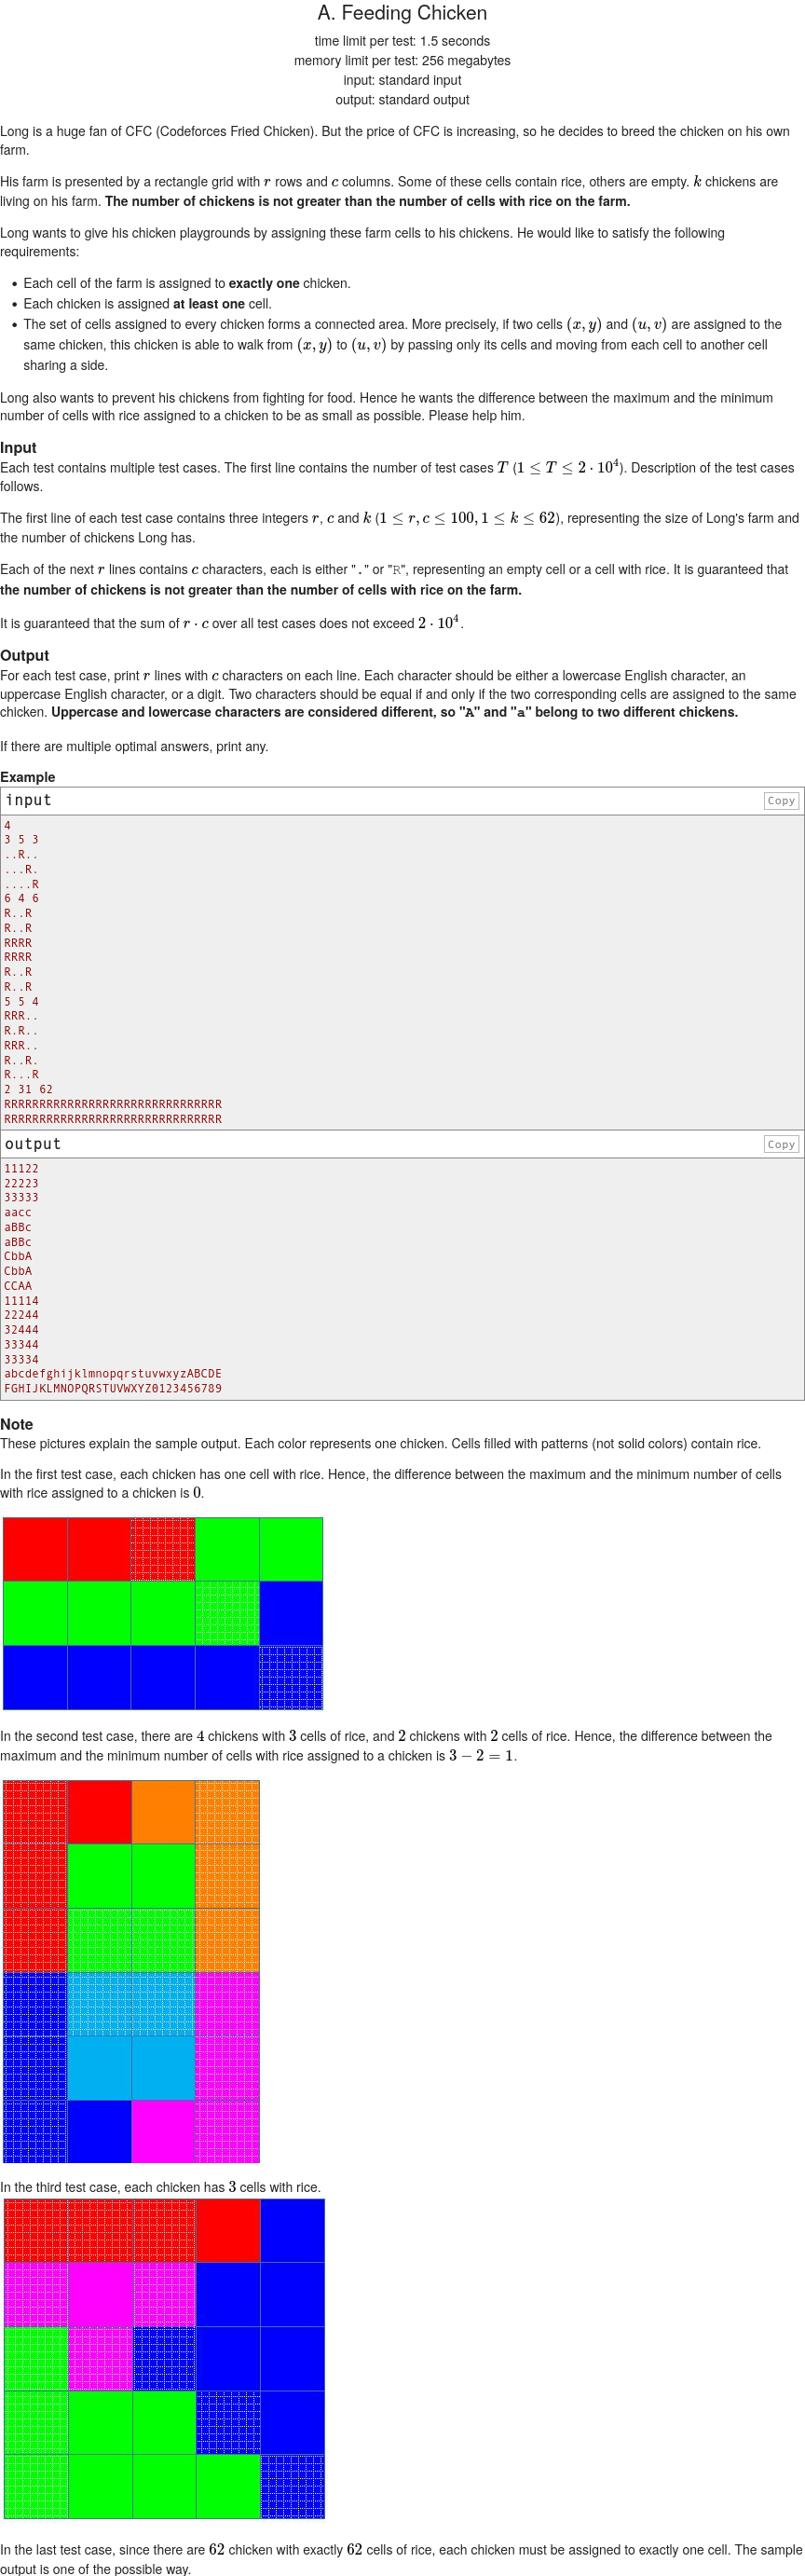 A. Feeding Chicken
time limit per test: 1.5 seconds
memory limit per test: 256 megabytes
input: standard input
output: standard output
Long is a huge fan of CFC (Codeforces Fried Chicken). But the price of CFC is increasing, so he decides to breed the chicken on his own
farm.
His farm is presented by a rectangle grid with r rows and c columns. Some of these cells contain rice, others are empty. k chickens are
living on his farm. The number of chickens is not greater than the number of cells with rice on the farm.
Long wants to give his chicken playgrounds by assigning these farm cells to his chickens. He would like to satisfy the following
requirements:
• Each cell of the farm is assigned to exactly one chicken.
• Each chicken is assigned at least one cell.
• The set of cells assigned to every chicken forms a connected area. More precisely, if two cells (x, y) and (u, v) are assigned to the
same chicken, this chicken is able to walk from (x, y) to (u, v) by passing only its cells and moving from each cell to another cell
sharing a side.
Long also wants to prevent his chickens from fighting for food. Hence he wants the difference between the maximum and the minimum
number of cells with rice assigned to a chicken to be as small as possible. Please help him.
Input
Each test contains multiple test cases. The first line contains the number of test cases T (1 ≤ T ≤ 2 · 10⁴). Description of the test cases
follows.
The first line of each test case contains three integers r, c and k (1 ≤ r, c ≤ 100, 1 ≤ k ≤ 62), representing the size of Long's farm and
the number of chickens Long has.
Each of the next r lines contains c characters, each is either "." or "R", representing an empty cell or a cell with rice. It is guaranteed that
the number of chickens is not greater than the number of cells with rice on the farm.
It is guaranteed that the sum of r · c over all test cases does not exceed 2 · 10⁴.
Output
For each test case, print r lines with c characters on each line. Each character should be either a lowercase English character, an
uppercase English character, or a digit. Two characters should be equal if and only if the two corresponding cells are assigned to the same
chicken. Uppercase and lowercase characters are considered different, so "A" and "a" belong to two different chickens.
If there are multiple optimal answers, print any.
Example
input
Copy
4
3 5 3
..R..
...R.
....R
6 4 6
R..R
R..R
RRRR
RRRR
R..R
R..R
5 5 4
RRR..
R.R..
RRR..
R..R.
R...R
2 31 62
RRRRRRRRRRRRRRRRRRRRRRRRRRRRRRR
RRRRRRRRRRRRRRRRRRRRRRRRRRRRRRR
output
Copy
11122
22223
33333
aacc
aBBc
aBBc
CbbA
CbbA
CCAA
11114
22244
32444
33344
33334
abcdefghijklmnopqrstuvwxyzABCDE
FGHIJKLMNOPQRSTUVWXYZ0123456789
Note
These pictures explain the sample output. Each color represents one chicken. Cells filled with patterns (not solid colors) contain rice.
In the first test case, each chicken has one cell with rice. Hence, the difference between the maximum and the minimum number of cells
with rice assigned to a chicken is 0.
In the second test case, there are 4 chickens with 3 cells of rice, and 2 chickens with 2 cells of rice. Hence, the difference between the
maximum and the minimum number of cells with rice assigned to a chicken is 3 − 2 = 1.
In the third test case, each chicken has 3 cells with rice.
In the last test case, since there are 62 chicken with exactly 62 cells of rice, each chicken must be assigned to exactly one cell. The sample
output is one of the possible way.